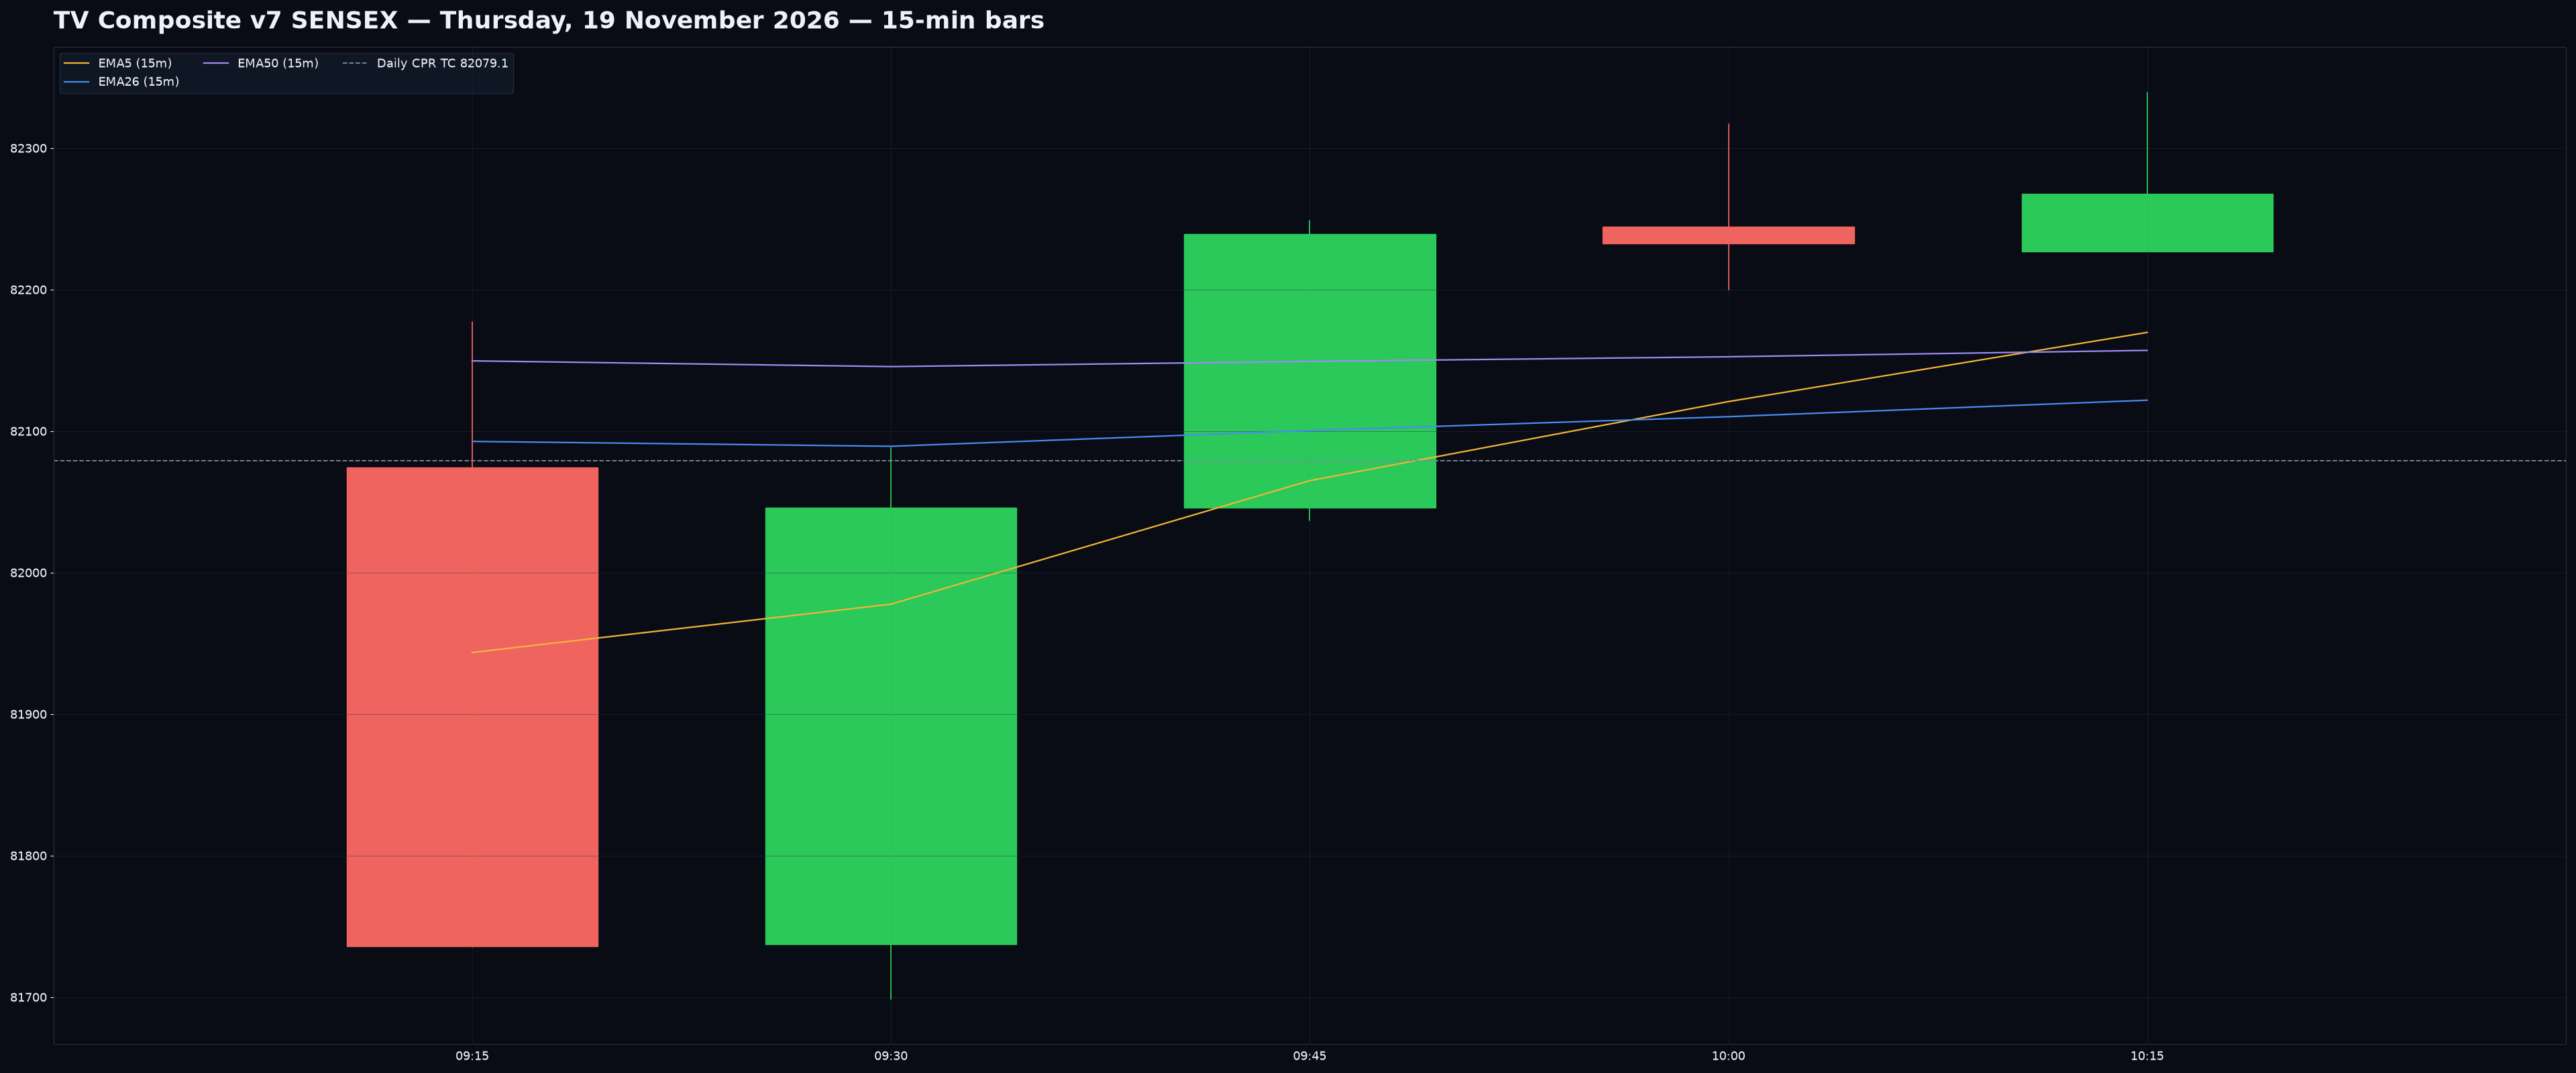 TV Composite v7 SENSEX — Thursday, 19 November 2026 — 15-min bars
EMA5 (15m) EMA50 (15m) Daily CPR TC 82079.1
EMA26 (15m)
82300
82200
82100
82000
81900
81800
81700
09:15 09:30 09:45 10:00 10:15